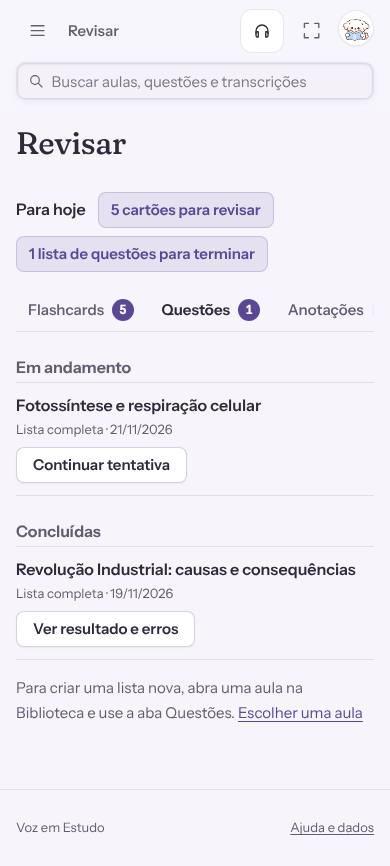 Revisar
Buscar aulas, questões e transcrições
Revisar
Para hoje
5 cartões para revisar
1 lista de questões para terminar
Flashcards 5 Questões 1 Anotações
Em andamento
Fotossíntese e respiração celular
Lista completa · 21/11/2026
Continuar tentativa
Concluídas
Revolução Industrial: causas e consequências
Lista completa · 19/11/2026
Ver resultado e erros
Para criar uma lista nova, abra uma aula na
Biblioteca e use a aba Questões. Escolher uma aula
Voz em Estudo
Ajuda e dados